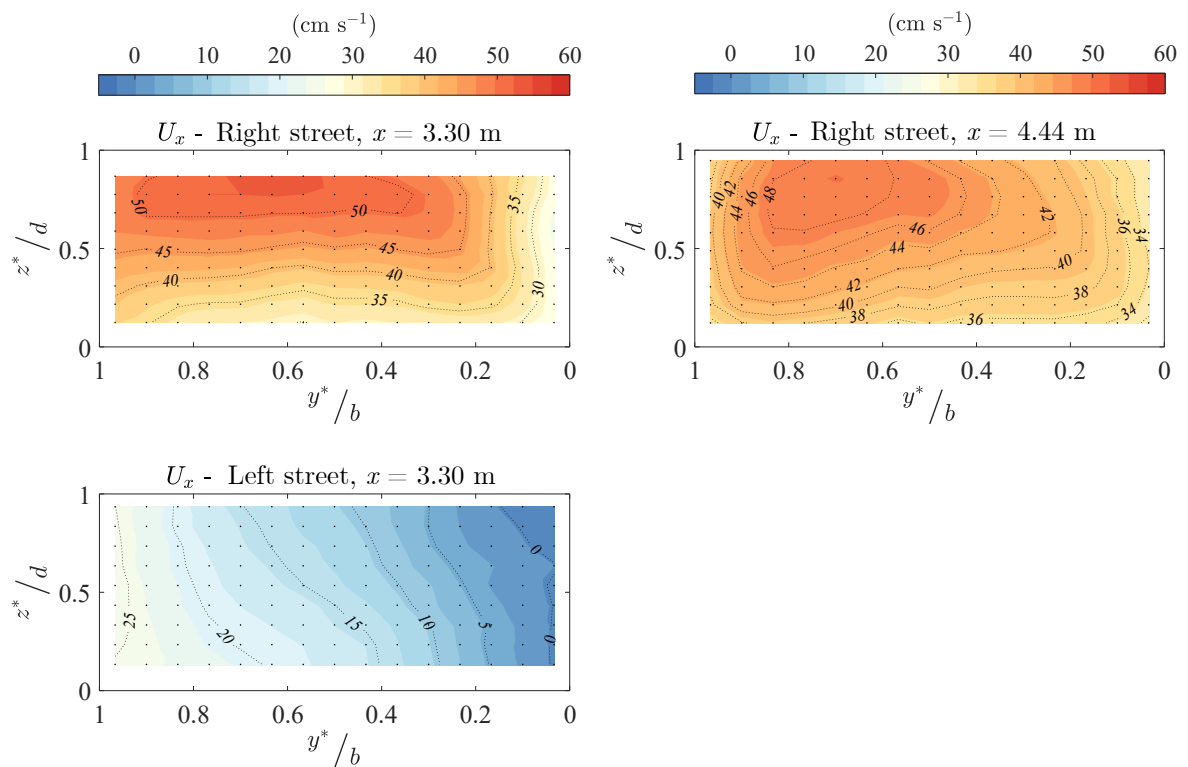 (cm s⁻¹)
0 10 20 30 40 50 60
U_x - Right street, x = 3.30 m
1
0.5
0
z*/d
50 50
35
45 45
40 40
35
30
1 0.8 0.6 0.4 0.2 0
y*/b
(cm s⁻¹)
0 10 20 30 40 50 60
U_x - Right street, x = 4.44 m
1
0.5
0
z*/d
40 42 44 46 48
46
44
42
42
40
38
40
38
36
36
34
34
1 0.8 0.6 0.4 0.2 0
y*/b
U_x - Left street, x = 3.30 m
1
0.5
0
z*/d
0
25 20 15 10 5 0
1 0.8 0.6 0.4 0.2 0
y*/b